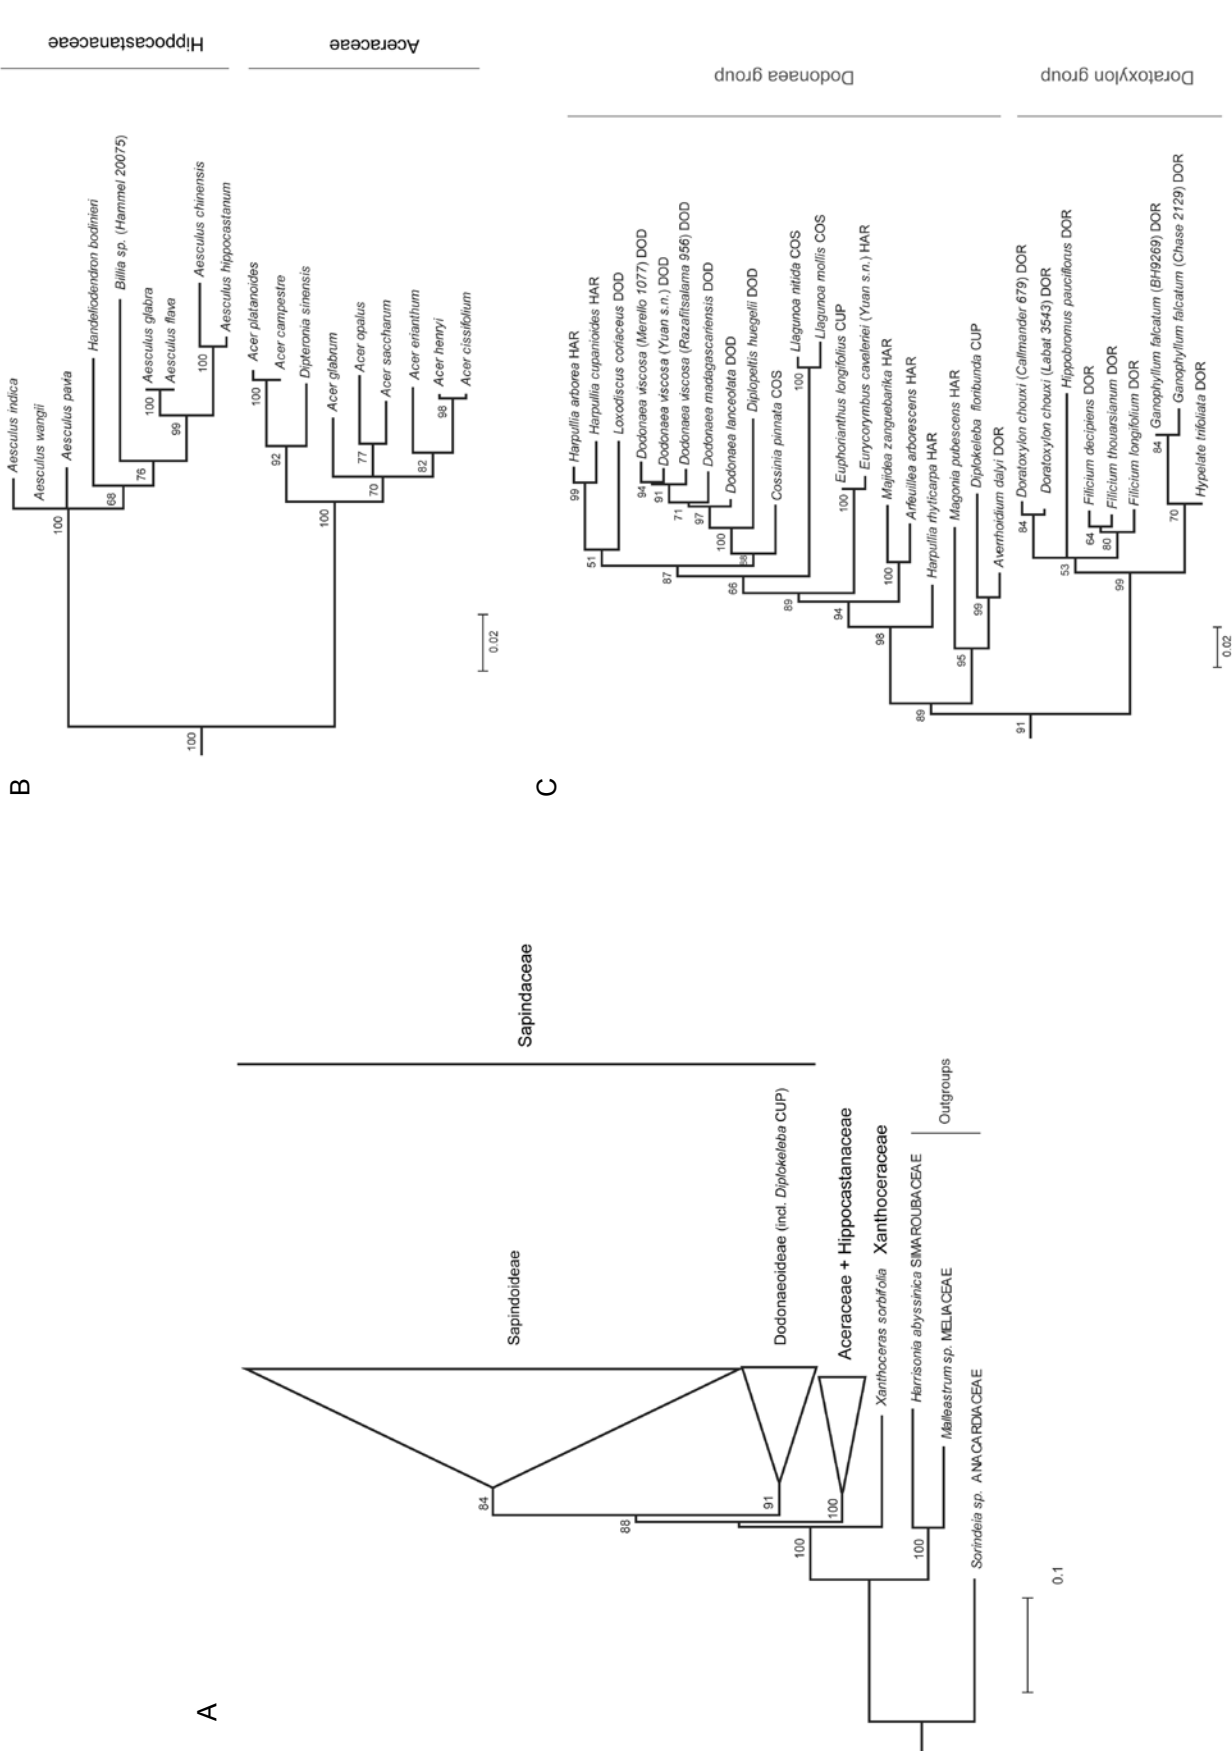 A
Sapindoideae
Sapindaceae
84
88
Dodonaeoideae (incl. Diplokeleba CUP)
91
Aceraceae + Hippocastanaceae
100
Xanthoceras sorbifolia Xanthoceraceae
100
Harrisonia abyssinica SIMAROUBACEAE
Outgroups
100
Malleastrum sp. MELIACEAE
Sorindeia sp. ANACARDIACEAE
0.1
B
Aesculus indica
Aesculus wangii
Aesculus pavia
100
Handeliodendron bodinieri
68
Billia sp. (Hammel 20075)
76
Aesculus glabra
100
Aesculus flava
99
Aesculus chinensis
100
Aesculus hippocastanum
Hippocastanaceae
100
Acer platanoides
100
Acer campestre
92
Dipteronia sinensis
100
Acer glabrum
Acer opalus
77
70
Acer saccharum
Acer erianthum
82
Acer henryi
98
Acer cissifolium
Aceraceae
0.02
C
Harpullia arborea HAR
99
Harpullia cupanioides HAR
51
Loxodiscus coriaceus DOD
Dodonaea viscosa (Merello 1077) DOD
94
Dodonaea viscosa (Yuan s.n.) DOD
91
Dodonaea viscosa (Razafitsalama 956) DOD
71
Dodonaea madagascariensis DOD
97
Dodonaea lanceolata DOD
100
Diplopeltis huegelii DOD
Cossinia pinnata COS
87
66
Llagunoa nitida COS
100
Llagunoa mollis COS
89
Euphorianthus longifolius CUP
100
Eurycorymbus cavaleriei (Yuan s.n.) HAR
94
Majidea zanguebarika HAR
100
Arfeuillea arborescens HAR
98
Harpullia rhyticarpa HAR
Magonia pubescens HAR
95
Diplokeleba floribunda CUP
99
Averrhoidium dalyi DOR
89
Dodonaea group
91
Doratoxylon chouxi (Callmander 679) DOR
84
Doratoxylon chouxi (Labat 3543) DOR
Hippobromus pauciflorus DOR
53
Filicium decipiens DOR
64
Filicium thouarsianum DOR
80
Filicium longifolium DOR
99
Ganophyllum falcatum (BH9269) DOR
84
Ganophyllum falcatum (Chase 2129) DOR
70
Hypelate trifoliata DOR
Doratoxylon group
0.02